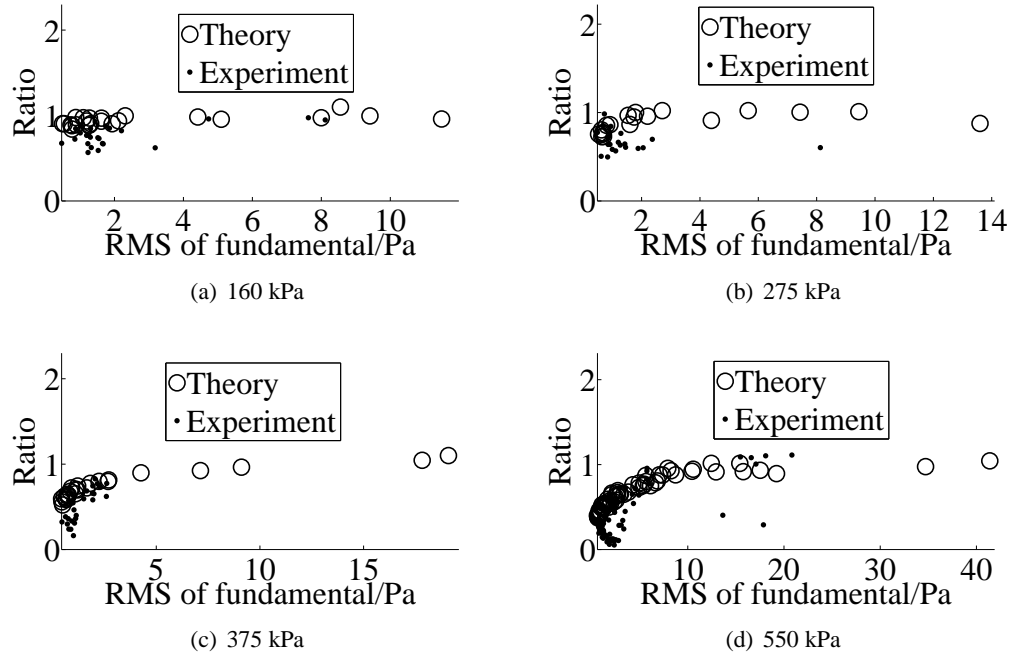 2
Theory
Experiment
1
0
Ratio
2 4 6 8 10
RMS of fundamental/Pa
(a) 160 kPa
2
Theory
Experiment
1
0
Ratio
2 4 6 8 10 12 14
RMS of fundamental/Pa
(b) 275 kPa
2
Theory
Experiment
1
0
Ratio
5 10 15
RMS of fundamental/Pa
(c) 375 kPa
2
Theory
Experiment
1
0
Ratio
10 20 30 40
RMS of fundamental/Pa
(d) 550 kPa